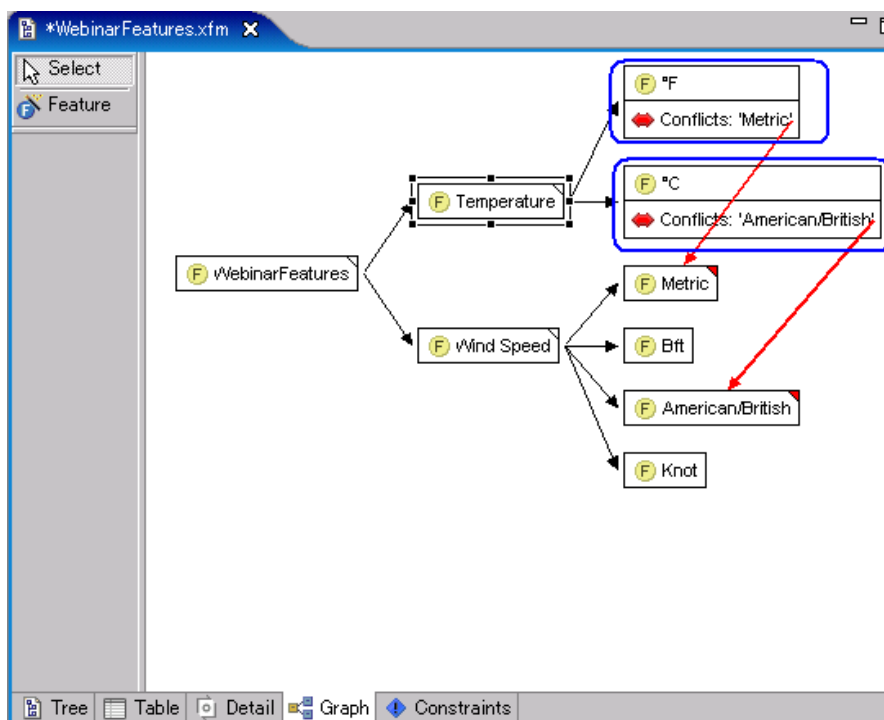 *WebinarFeatures.xfm
Select
Feature
F °F
Conflicts: 'Metric'
F °C
Conflicts: 'American/British'
F Temperature
F WebinarFeatures
F Metric
F Wind Speed
F Bft
F American/British
F Knot
Tree Table Detail Graph Constraints